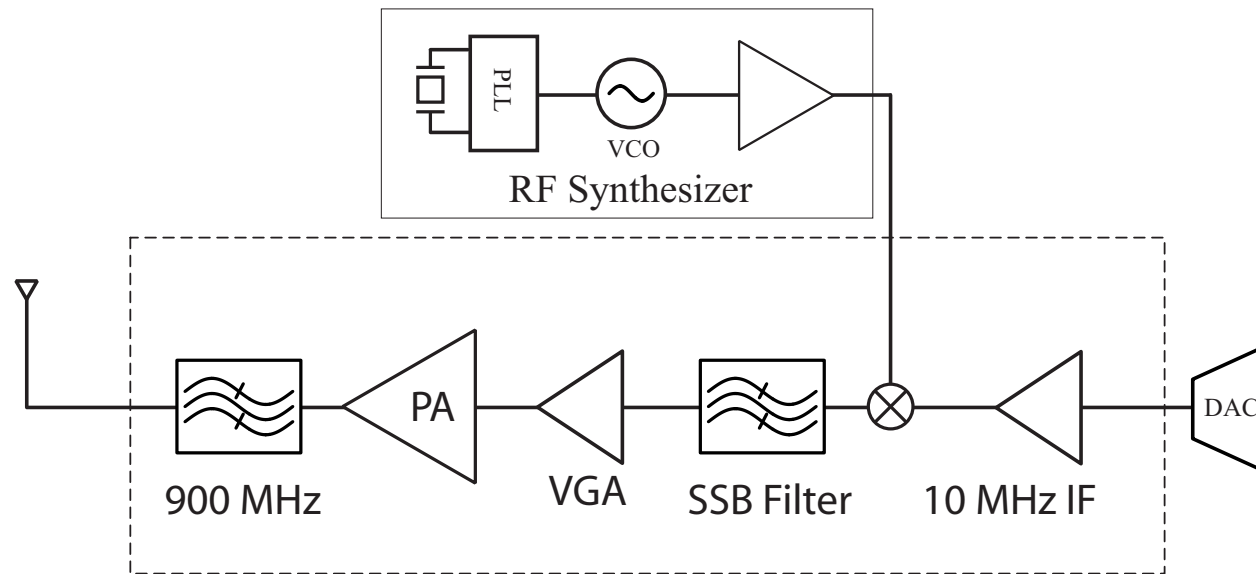 PLL
VCO
RF Synthesizer
PA
DAC
900 MHz
VGA
SSB Filter
10 MHz IF